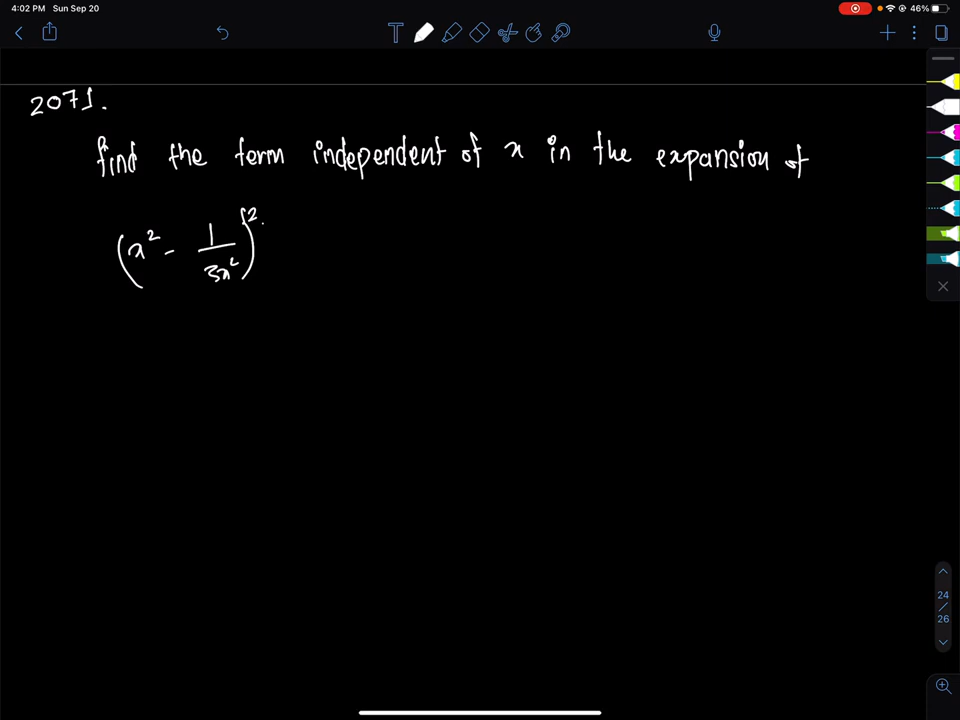 4:02 PM Sun Sep 20
46%
2071.
find the term independent of x in the expansion of
(x² - 1/3x²)¹².
24
/
26